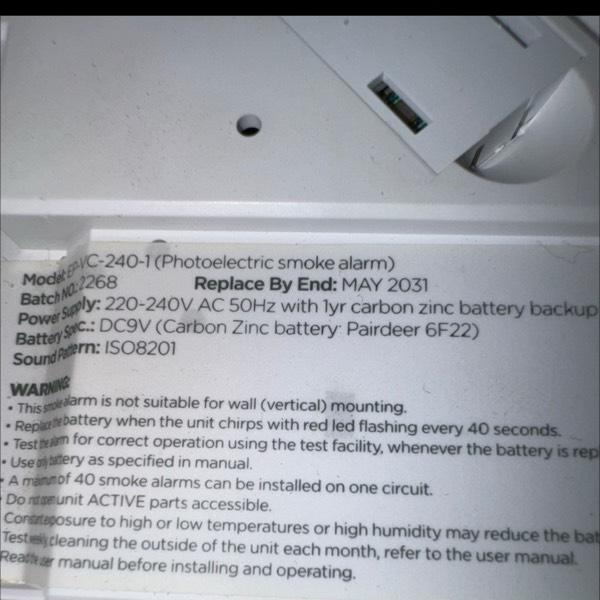 Model: EP-VC-240-1 (Photoelectric smoke alarm)
Batch NO.: 2268 Replace By End: MAY 2031
Power Supply: 220-240V AC 50Hz with 1yr carbon zinc battery backup
Battery Spec.: DC9V (Carbon Zinc battery: Pairdeer 6F22)
Sound Pattern: ISO8201
WARNING:
• This smoke alarm is not suitable for wall (vertical) mounting.
• Replace the battery when the unit chirps with red led flashing every 40 seconds.
• Test the alarm for correct operation using the test facility, whenever the battery is rep
• Use only battery as specified in manual.
• A maximum of 40 smoke alarms can be installed on one circuit.
Do not open unit ACTIVE parts accessible.
Constant exposure to high or low temperatures or high humidity may reduce the bat
Test weekly, cleaning the outside of the unit each month, refer to the user manual.
Read the user manual before installing and operating.